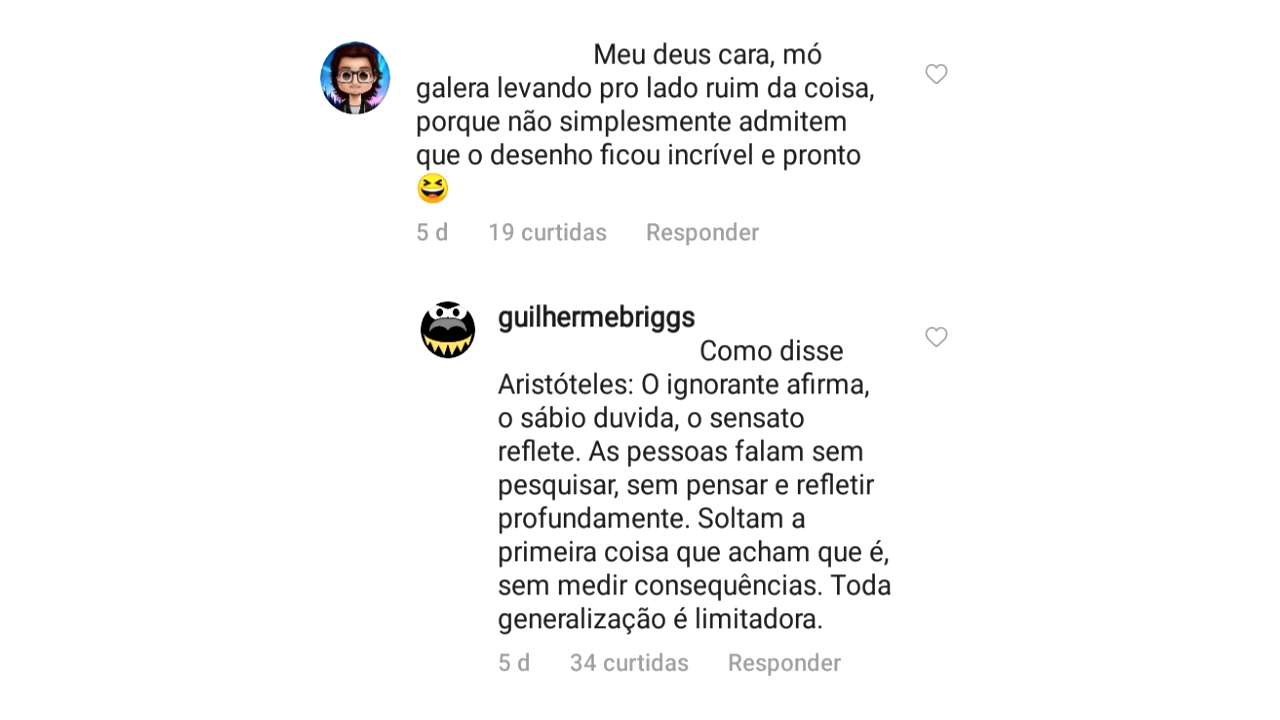 Meu deus cara, mó
galera levando pro lado ruim da coisa,
porque não simplesmente admitem
que o desenho ficou incrível e pronto
😆
5 d 19 curtidas Responder
guilhermebriggs
Como disse
Aristóteles: O ignorante afirma,
o sábio duvida, o sensato
reflete. As pessoas falam sem
pesquisar, sem pensar e refletir
profundamente. Soltam a
primeira coisa que acham que é,
sem medir consequências. Toda
generalização é limitadora.
5 d 34 curtidas Responder